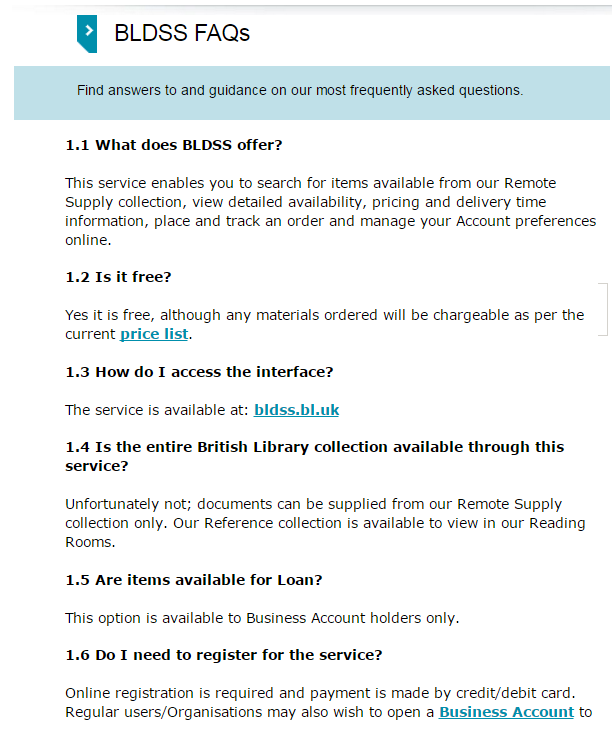 BLDSS FAQs
Find answers to and guidance on our most frequently asked questions.
1.1 What does BLDSS offer?
This service enables you to search for items available from our Remote
Supply collection, view detailed availability, pricing and delivery time
information, place and track an order and manage your Account preferences
online.
1.2 Is it free?
Yes it is free, although any materials ordered will be chargeable as per the
current price list.
1.3 How do I access the interface?
The service is available at: bldss.bl.uk
1.4 Is the entire British Library collection available through this
service?
Unfortunately not; documents can be supplied from our Remote Supply
collection only. Our Reference collection is available to view in our Reading
Rooms.
1.5 Are items available for Loan?
This option is available to Business Account holders only.
1.6 Do I need to register for the service?
Online registration is required and payment is made by credit/debit card.
Regular users/Organisations may also wish to open a Business Account to